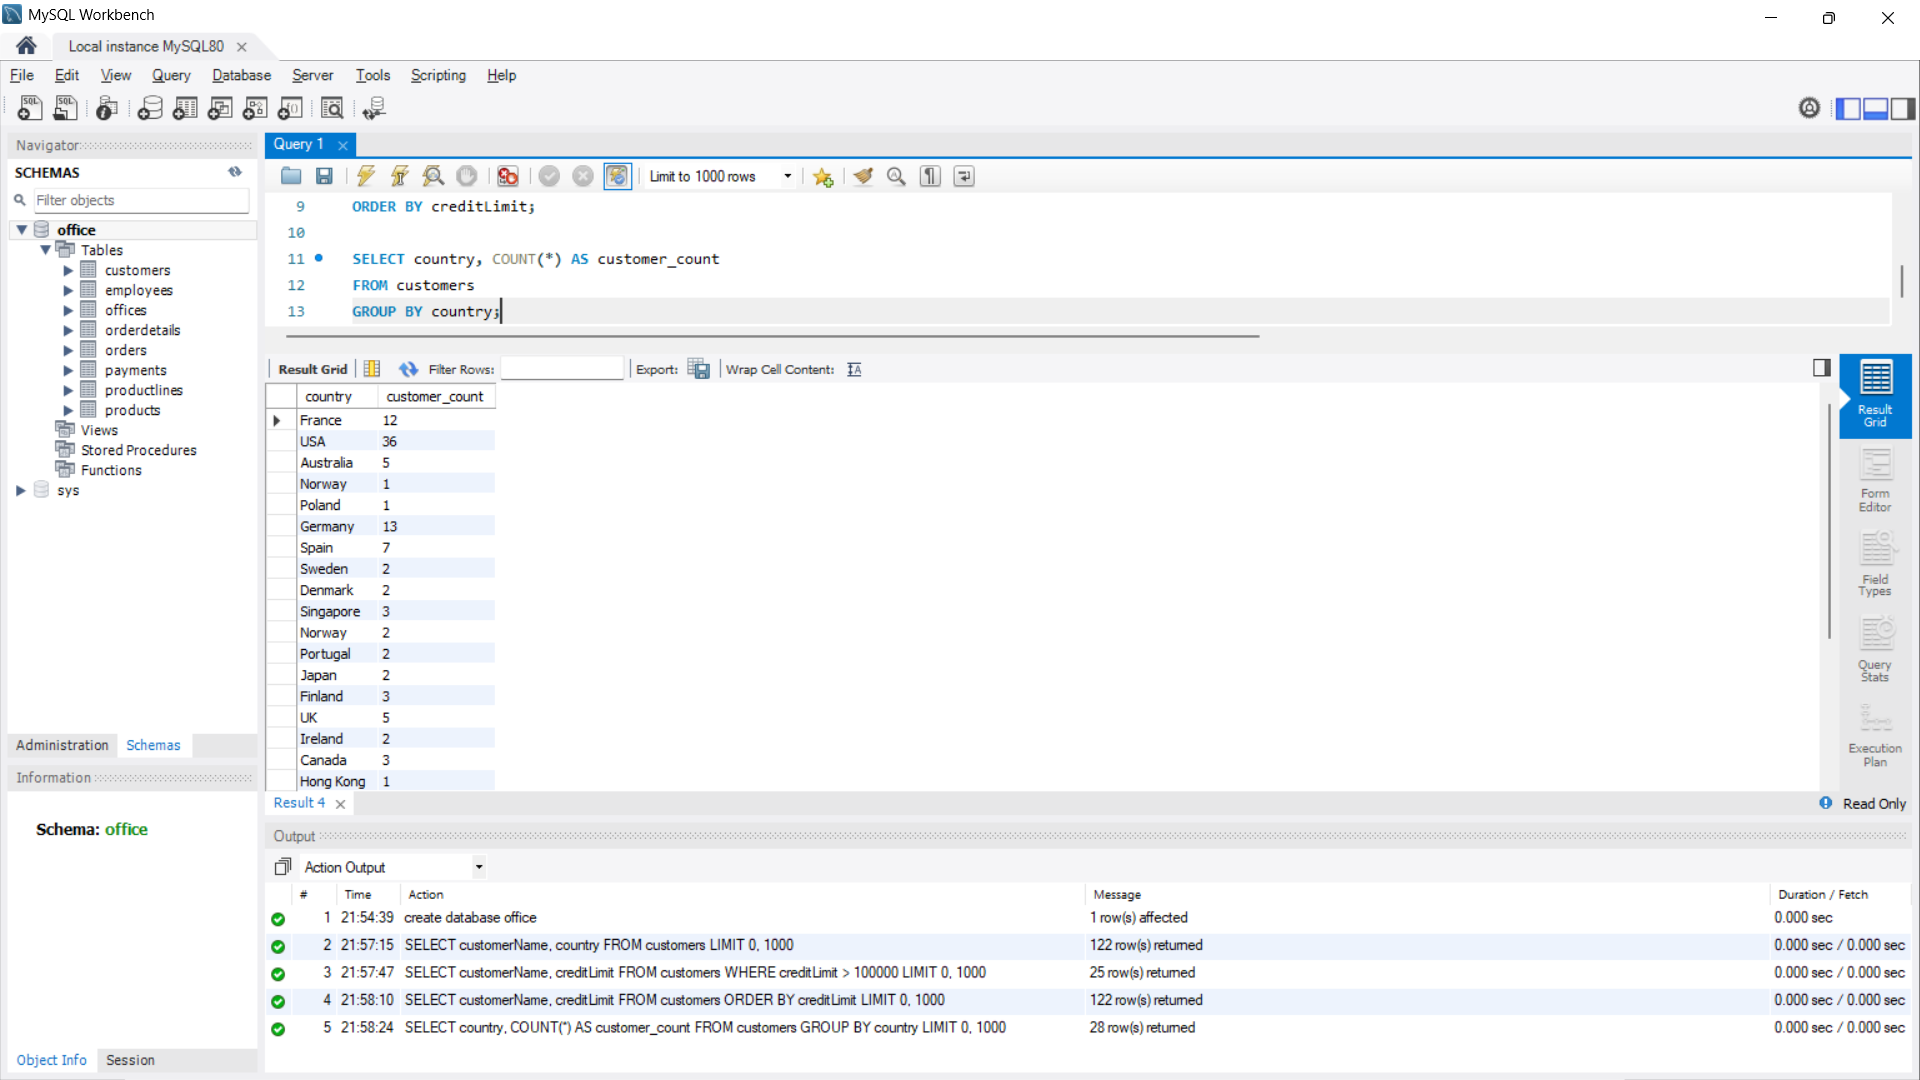 MySQL Workbench
Local instance MySQL80
File Edit View Query Database Server Tools Scripting Help
Navigator
SCHEMAS
Filter objects
office
Tables
customers
employees
offices
orderdetails
orders
payments
productlines
products
Views
Stored Procedures
Functions
sys
Administration Schemas
Information
Schema: office
Object Info Session
Query 1
Limit to 1000 rows
9 ORDER BY creditLimit;
10
11 SELECT country, COUNT(*) AS customer_count
12 FROM customers
13 GROUP BY country;
Result Grid Filter Rows: Export: Wrap Cell Content:
country customer_count
France 12
USA 36
Australia 5
Norway 1
Poland 1
Germany 13
Spain 7
Sweden 2
Denmark 2
Singapore 3
Norway 2
Portugal 2
Japan 2
Finland 3
UK 5
Ireland 2
Canada 3
Hong Kong 1
Result
Grid
Form
Editor
Field
Types
Query
Stats
Execution
Plan
Result 4
Read Only
Output
Action Output
# Time Action Message Duration / Fetch
1 21:54:39 create database office 1 row(s) affected 0.000 sec
2 21:57:15 SELECT customerName, country FROM customers LIMIT 0, 1000 122 row(s) returned 0.000 sec / 0.000 sec
3 21:57:47 SELECT customerName, creditLimit FROM customers WHERE creditLimit > 100000 LIMIT 0, 1000 25 row(s) returned 0.000 sec / 0.000 sec
4 21:58:10 SELECT customerName, creditLimit FROM customers ORDER BY creditLimit LIMIT 0, 1000 122 row(s) returned 0.000 sec / 0.000 sec
5 21:58:24 SELECT country, COUNT(*) AS customer_count FROM customers GROUP BY country LIMIT 0, 1000 28 row(s) returned 0.000 sec / 0.000 sec